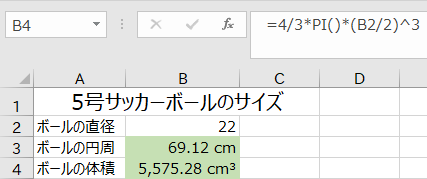 B4 =4/3*PI()*(B2/2)^3
A B C D
1 5号サッカーボールのサイズ
2 ボールの直径 22
3 ボールの円周 69.12 cm
4 ボールの体積 5,575.28 cm³